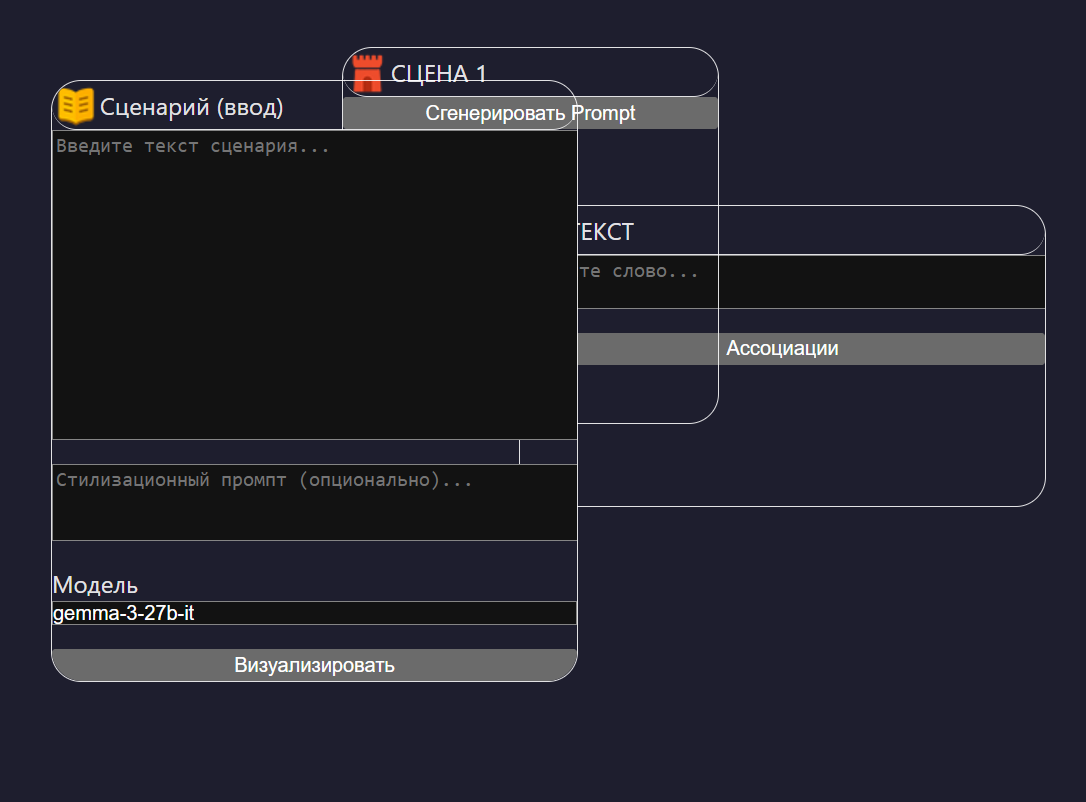 СЦЕНА 1
Сгенерировать Prompt
Сценарий (ввод)
Введите текст сценария...
ТЕКСТ
те слово...
Ассоциации
Стилизационный промпт (опционально)...
Модель
gemma-3-27b-it
Визуализировать